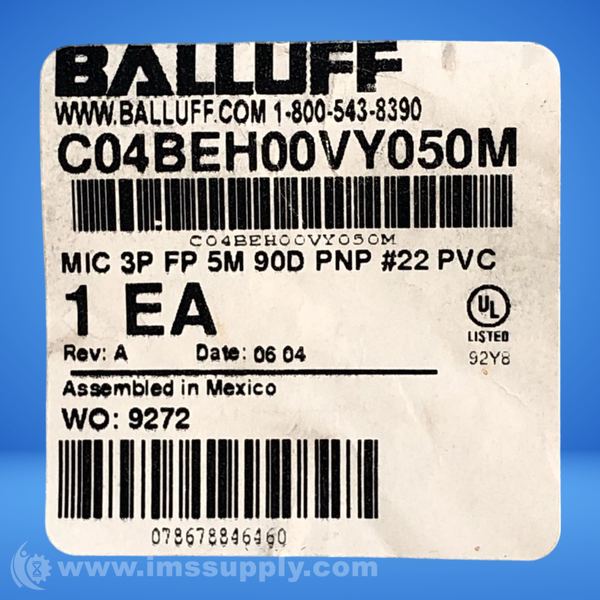 BALLUFF
WWW.BALLUFF.COM 1-800-543-8390
C04BEH00VY050M
C04BEH00VY050M
MIC 3P FP 5M 90D PNP #22 PVC
1 EA
UL
LISTED
Rev: A Date: 06 04
92Y8
Assembled in Mexico
WO: 9272
078678846460
www.imssupply.com